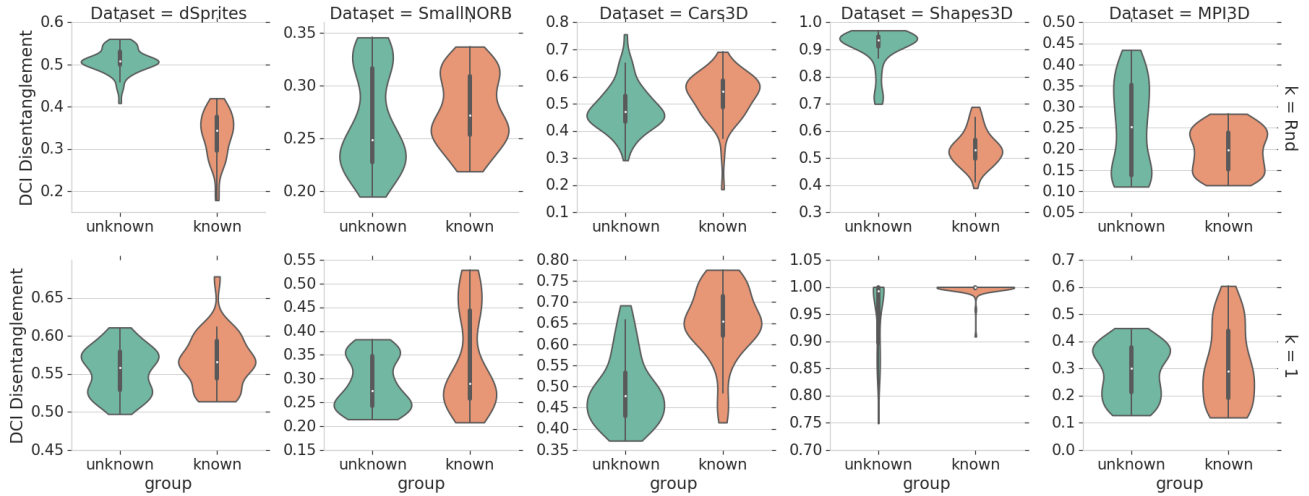 Dataset = dSprites
Dataset = SmallNORB
Dataset = Cars3D
Dataset = Shapes3D
Dataset = MPI3D
DCI Disentanglement
0.6
0.5
0.4
0.3
0.2
unknown
known
0.35
0.30
0.25
0.20
unknown
known
0.8
0.7
0.6
0.5
0.4
0.3
0.2
0.1
unknown
known
1.0
0.9
0.8
0.7
0.6
0.5
0.4
0.3
unknown
known
0.50
0.45
0.40
0.35
0.30
0.25
0.20
0.15
0.10
0.05
unknown
known
k = Rnd
DCI Disentanglement
0.65
0.60
0.55
0.50
0.45
unknown
known
group
0.55
0.50
0.45
0.40
0.35
0.30
0.25
0.20
0.15
unknown
known
group
0.80
0.75
0.70
0.65
0.60
0.55
0.50
0.45
0.40
0.35
unknown
known
group
1.05
1.00
0.95
0.90
0.85
0.80
0.75
0.70
unknown
known
group
0.7
0.6
0.5
0.4
0.3
0.2
0.1
0.0
unknown
known
group
k = 1